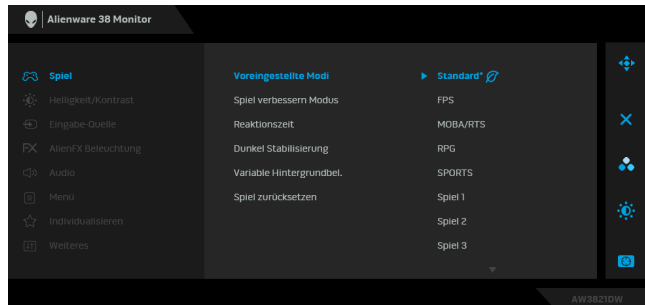 Alienware 38 Monitor
Spiel
Voreingestellte Modi
Standard*
Helligkeit/Kontrast
Spiel verbessern Modus
FPS
Eingabe-Quelle
Reaktionszeit
MOBA/RTS
FX AlienFX Beleuchtung
Dunkel Stabilisierung
RPG
Audio
Variable Hintergrundbel.
SPORTS
Menü
Spiel zurücksetzen
Spiel 1
Individualisieren
Spiel 2
Weiteres
Spiel 3
AW3821DW